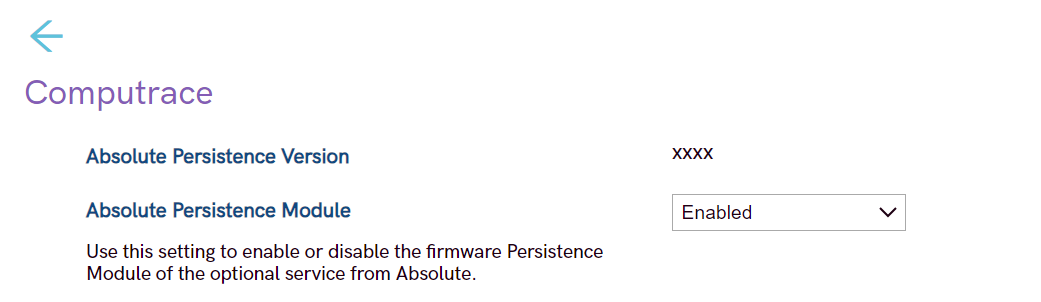 Computrace
Absolute Persistence Version
xxxx
Absolute Persistence Module
Enabled
Use this setting to enable or disable the firmware Persistence
Module of the optional service from Absolute.